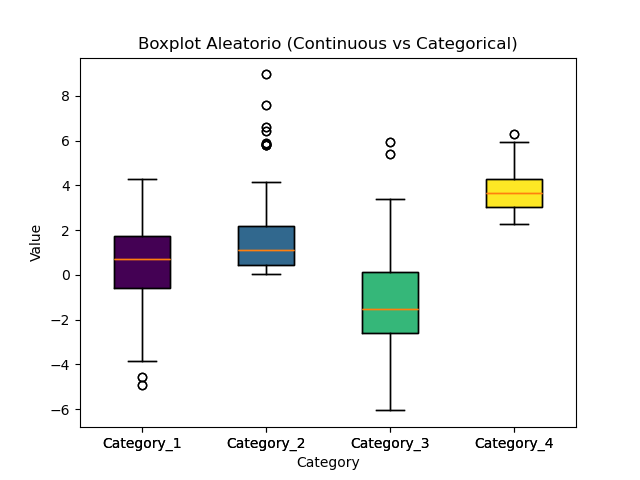 Boxplot Aleatorio (Continuous vs Categorical)
Value
8
6
4
2
0
−2
−4
−6
Category_1 Category_2 Category_3 Category_4
Category